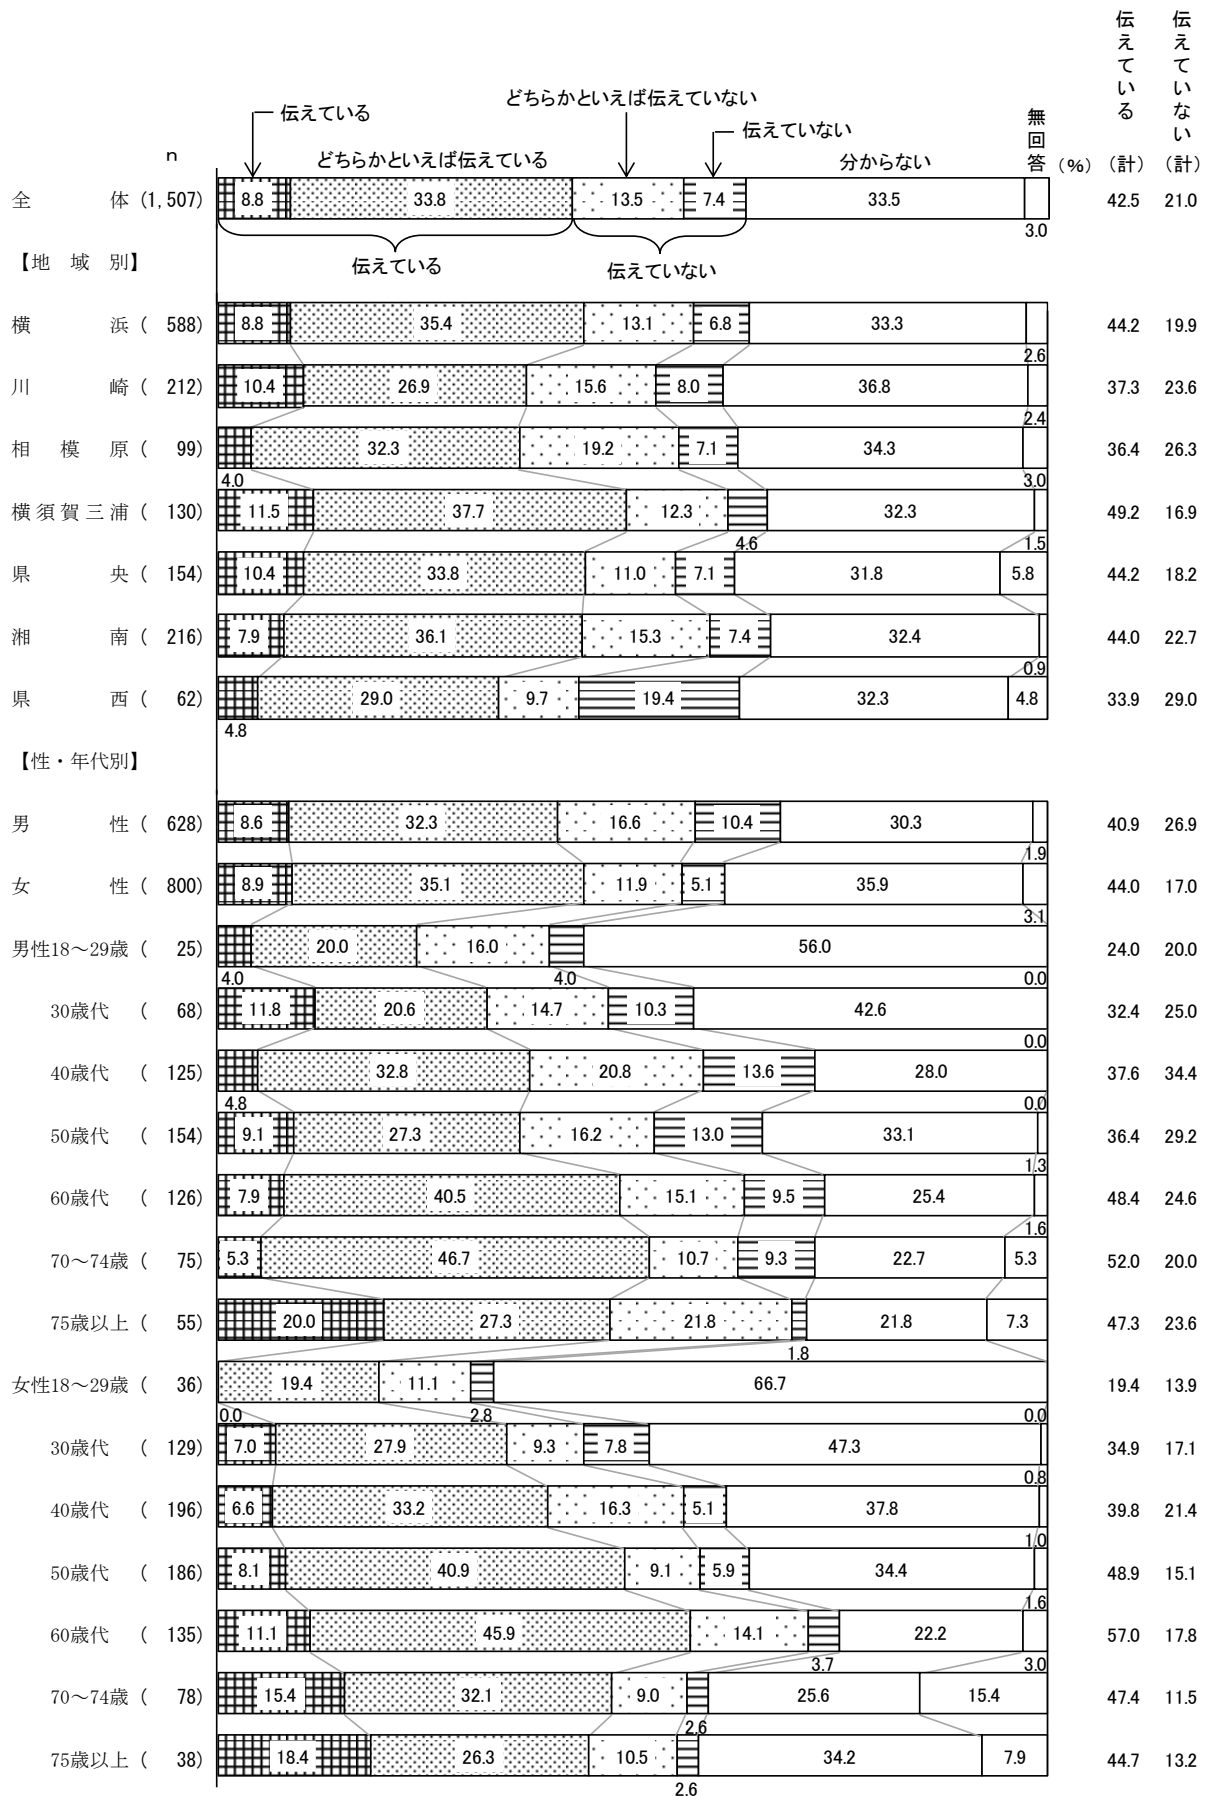 伝えている（計）
伝えていない（計）
どちらかといえば伝えていない
伝えている
伝えていない
無回答
n
どちらかといえば伝えている
分からない
(%)
全体 (1,507) 8.8 33.8 13.5 7.4 33.5 3.0 42.5 21.0
伝えている
伝えていない
【地域別】
横浜 ( 588) 8.8 35.4 13.1 6.8 33.3 2.6 44.2 19.9
川崎 ( 212) 10.4 26.9 15.6 8.0 36.8 2.4 37.3 23.6
相模原 ( 99) 4.0 32.3 19.2 7.1 34.3 3.0 36.4 26.3
横須賀三浦 ( 130) 11.5 37.7 12.3 4.6 32.3 1.5 49.2 16.9
県央 ( 154) 10.4 33.8 11.0 7.1 31.8 5.8 44.2 18.2
湘南 ( 216) 7.9 36.1 15.3 7.4 32.4 0.9 44.0 22.7
県西 ( 62) 4.8 29.0 9.7 19.4 32.3 4.8 33.9 29.0
【性・年代別】
男性 ( 628) 8.6 32.3 16.6 10.4 30.3 1.9 40.9 26.9
女性 ( 800) 8.9 35.1 11.9 5.1 35.9 3.1 44.0 17.0
男性18～29歳 ( 25) 4.0 20.0 16.0 4.0 56.0 0.0 24.0 20.0
30歳代 ( 68) 11.8 20.6 14.7 10.3 42.6 0.0 32.4 25.0
40歳代 ( 125) 4.8 32.8 20.8 13.6 28.0 0.0 37.6 34.4
50歳代 ( 154) 9.1 27.3 16.2 13.0 33.1 1.3 36.4 29.2
60歳代 ( 126) 7.9 40.5 15.1 9.5 25.4 1.6 48.4 24.6
70～74歳 ( 75) 5.3 46.7 10.7 9.3 22.7 5.3 52.0 20.0
75歳以上 ( 55) 20.0 27.3 21.8 1.8 21.8 7.3 47.3 23.6
女性18～29歳 ( 36) 0.0 19.4 11.1 2.8 66.7 0.0 19.4 13.9
30歳代 ( 129) 7.0 27.9 9.3 7.8 47.3 0.8 34.9 17.1
40歳代 ( 196) 6.6 33.2 16.3 5.1 37.8 1.0 39.8 21.4
50歳代 ( 186) 8.1 40.9 9.1 5.9 34.4 1.6 48.9 15.1
60歳代 ( 135) 11.1 45.9 14.1 3.7 22.2 3.0 57.0 17.8
70～74歳 ( 78) 15.4 32.1 9.0 2.6 25.6 15.4 47.4 11.5
75歳以上 ( 38) 18.4 26.3 10.5 2.6 34.2 7.9 44.7 13.2